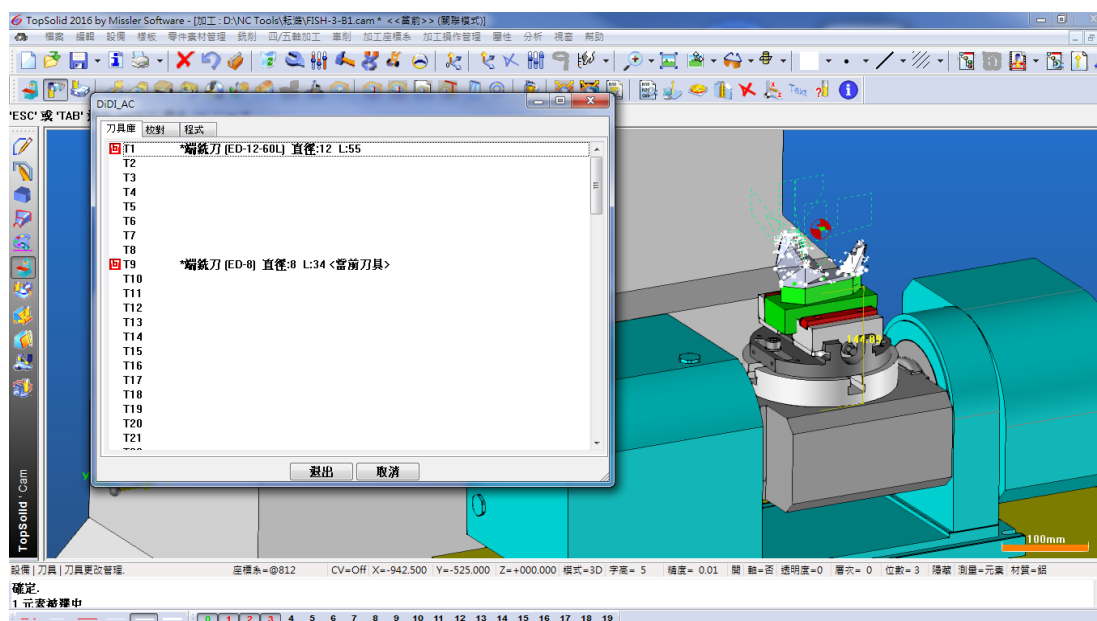 TopSolid 2016 by Missler Software - [加工 : D:\NC Tools\耘造\FISH-3-B1.cam * <<當前>> (關聯模式)]
檔案 編輯 設備 樣板 零件素材管理 銑削 四/五軸加工 車削 加工座標系 加工操作管理 屬性 分析 視窗 幫助
'ESC' 或 'TAB'
DiDI_AC
刀具庫 校對 程式
T1 *端銑刀 (ED-12-60L) 直徑:12 L:55
T2
T3
T4
T5
T6
T7
T8
T9 *端銑刀 (ED-8) 直徑:8 L:34 <當前刀具>
T10
T11
T12
T13
T14
T15
T16
T17
T18
T19
T20
T21
退出 取消
144.89
100mm
TopSolid 'Cam
設備 | 刀具 | 刀具更改管理. 座標系=@812 CV=Off X=-942.500 Y=-525.000 Z=+000.000 模式=3D 字高= 5 精度= 0.01 開 軸=否 透明度=0 層次= 0 位數= 3 隱藏 測量=元素 材質=鋁
確定.
1 元素被選中
0 1 2 3 4 5 6 7 8 9 10 11 12 13 14 15 16 17 18 19